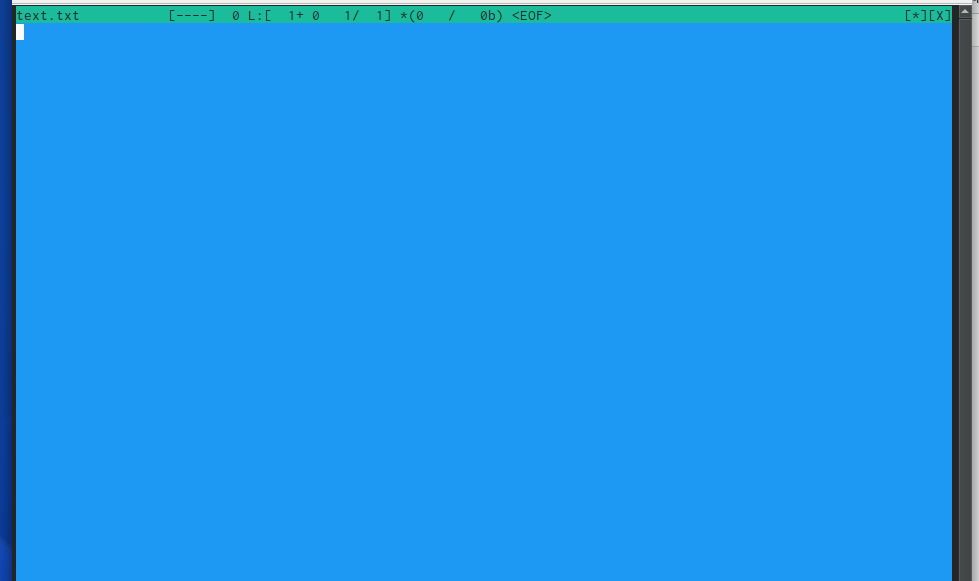 text.txt [----] 0 L:[ 1+ 0 1/ 1] *(0 / 0b) <EOF> [*][X]